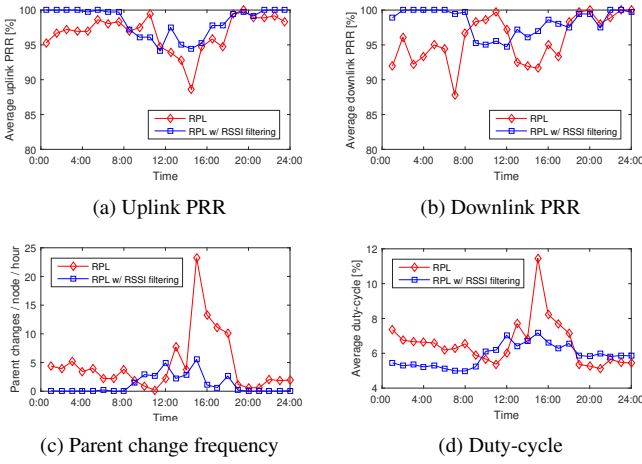 100
95
90
85
80
Average uplink PRR [%]
RPL
RPL w/ RSSI filtering
0:00 4:00 8:00 12:00 16:00 20:00 24:00
Time
(a) Uplink PRR
100
95
90
85
80
Average downlink PRR [%]
RPL
RPL w/ RSSI filtering
0:00 4:00 8:00 12:00 16:00 20:00 24:00
Time
(b) Downlink PRR
25
20
15
10
5
0
Parent changes / node / hour
RPL
RPL w/ RSSI filtering
0:00 4:00 8:00 12:00 16:00 20:00 24:00
Time
(c) Parent change frequency
12
10
8
6
4
Average duty-cycle [%]
RPL
RPL w/ RSSI filtering
0:00 4:00 8:00 12:00 16:00 20:00 24:00
Time
(d) Duty-cycle